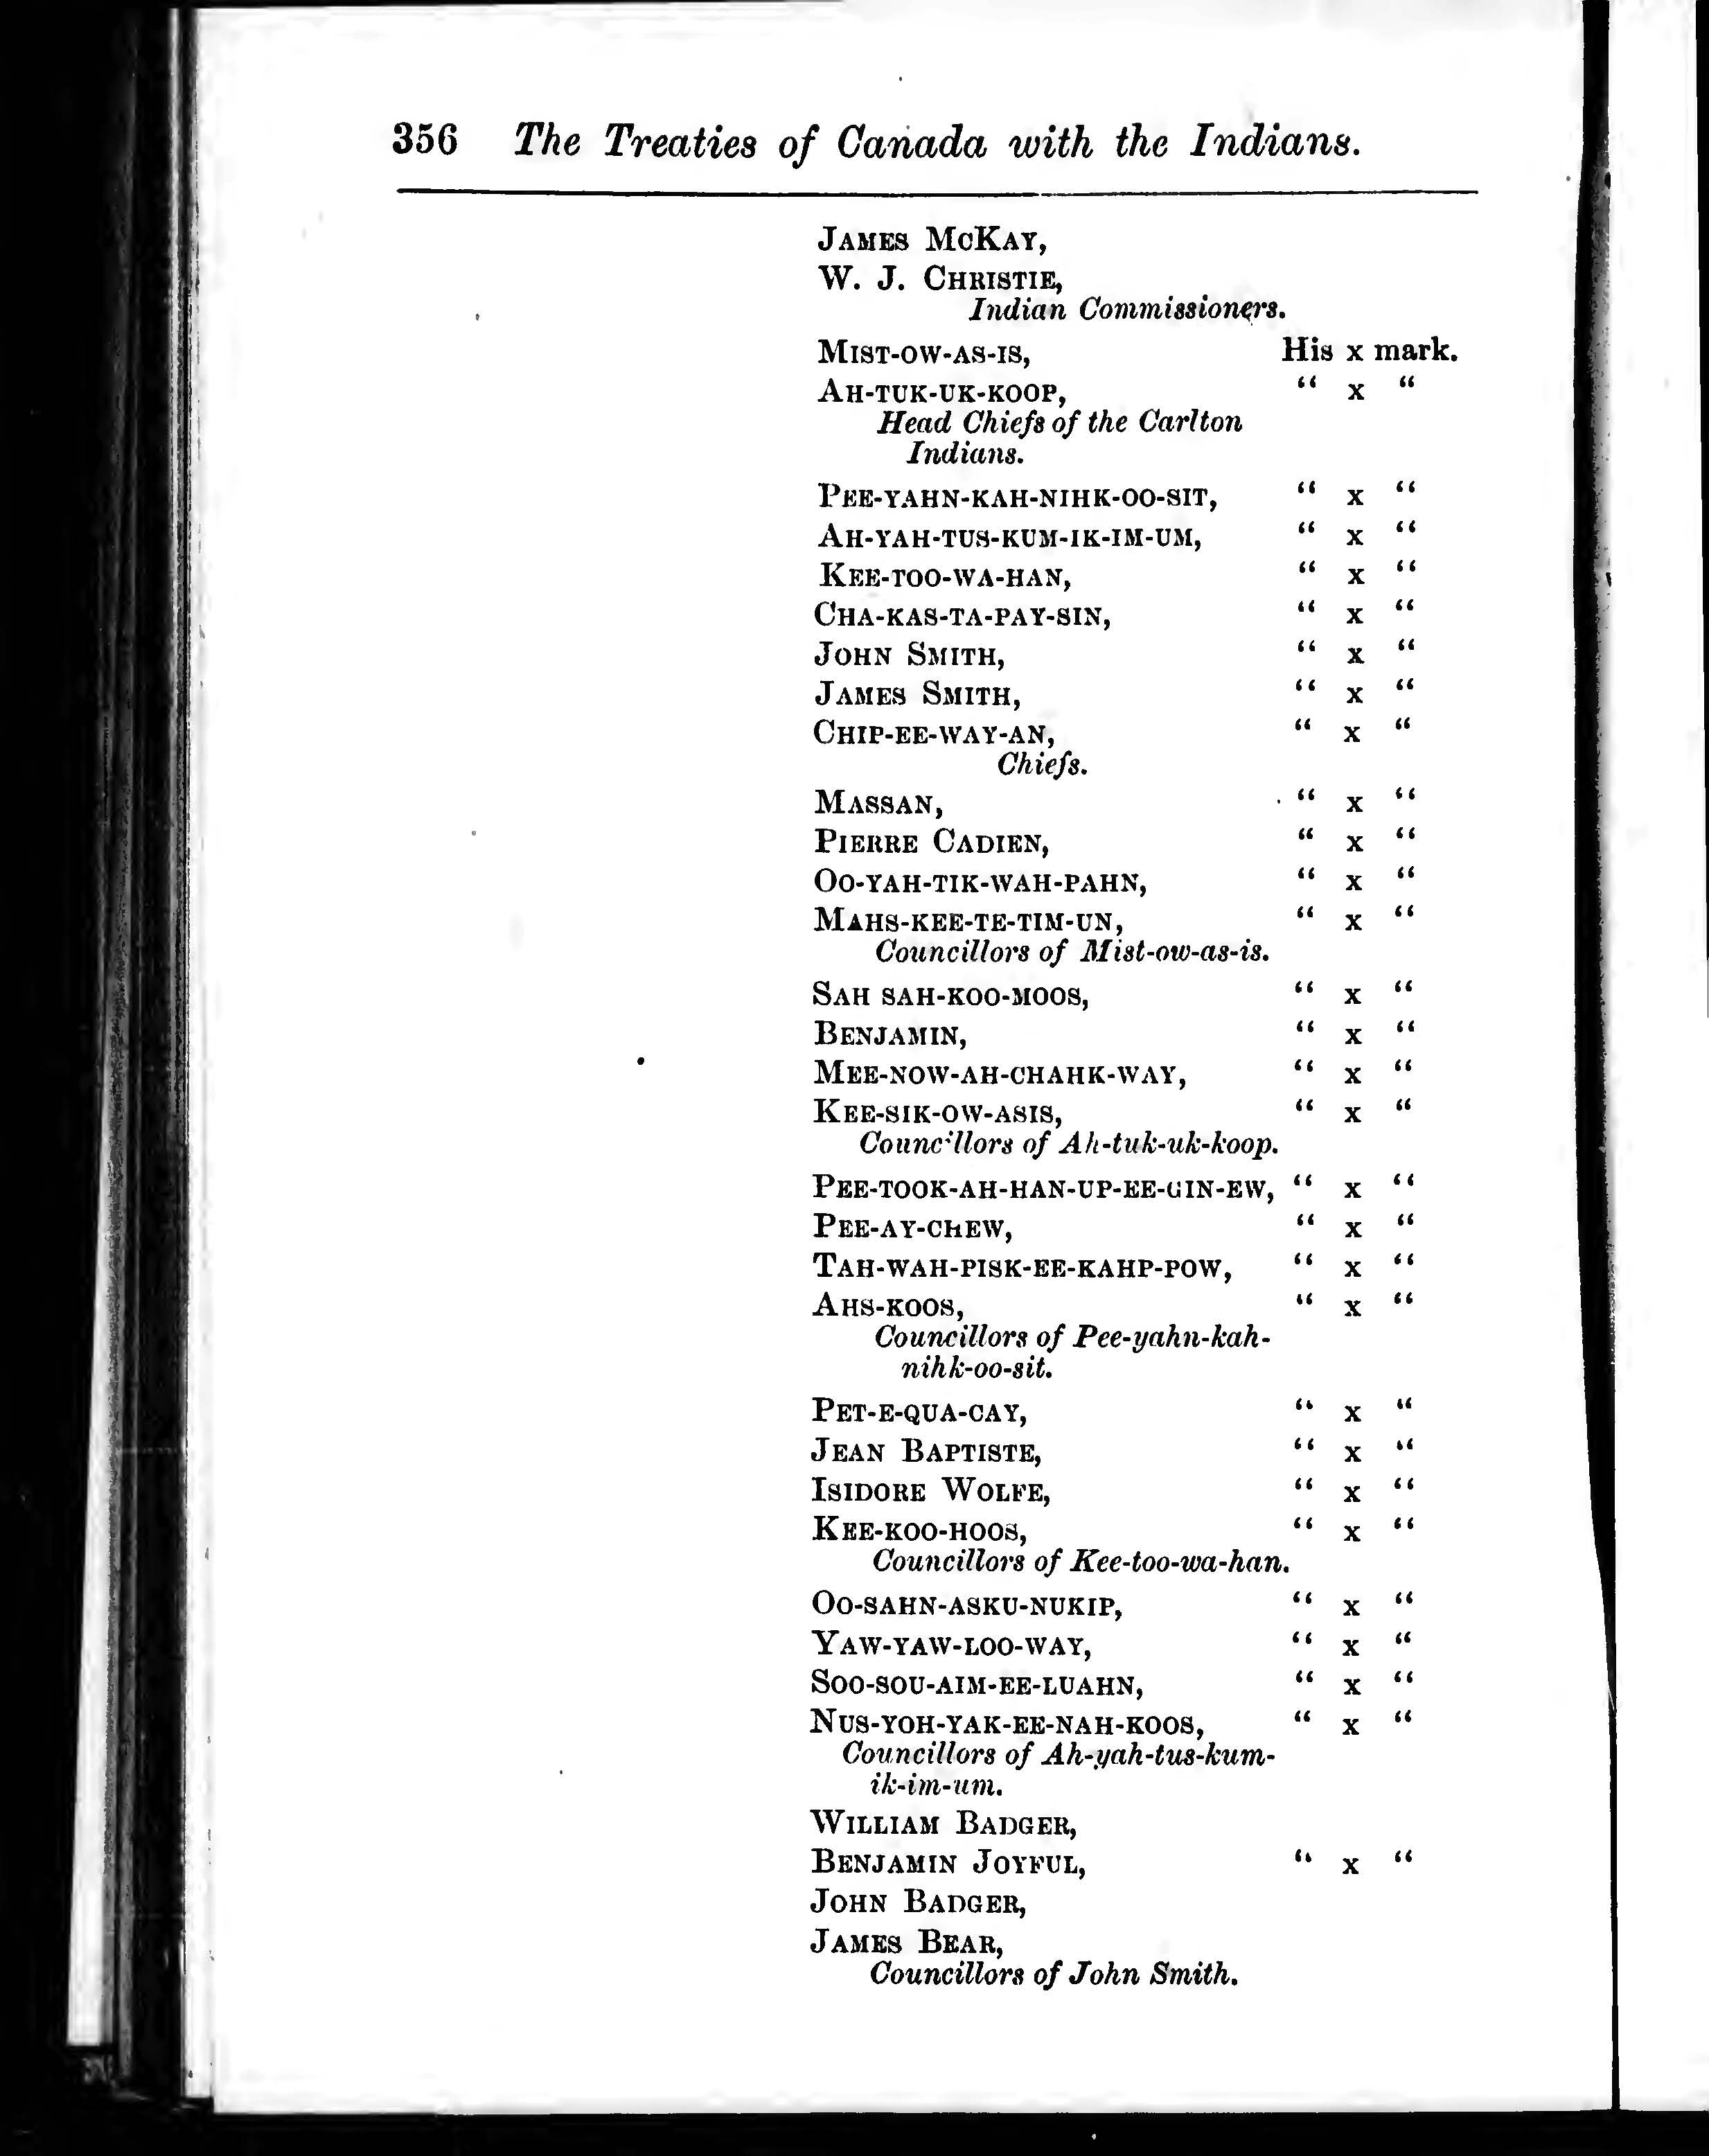 356 The Treaties of Canada with the Indians.
JAMES McKAY,
W. J. CHRISTIE,
Indian Commissioners.
MIST-OW-AS-IS, His x mark.
AH-TUK-UK-KOOP, “ x “
Head Chiefs of the Carlton
Indians.
PEE-YAHN-KAH-NIHK-OO-SIT, “ x “
AH-YAH-TUS-KUM-IK-IM-UM, “ x “
KEE-TOO-WA-HAN, “ x “
CHA-KAS-TA-PAY-SIN, “ x “
JOHN SMITH, “ x “
JAMES SMITH, “ x “
CHIP-EE-WAY-AN, “ x “
Chiefs.
MASSAN, “ x “
PIERRE CADIEN, “ x “
OO-YAH-TIK-WAH-PAHN, “ x “
MAHS-KEE-TE-TIM-UN, “ x “
Councillors of Mist-ow-as-is.
SAH SAH-KOO-MOOS, “ x “
BENJAMIN, “ x “
MEE-NOW-AH-CHAHK-WAY, “ x “
KEE-SIK-OW-ASIS, “ x “
Councillors of Ah-tuk-uk-koop.
PEE-TOOK-AH-HAN-UP-EE-GIN-EW, “ x “
PEE-AY-CHEW, “ x “
TAH-WAH-PISK-EE-KAHP-POW, “ x “
AHS-KOOS, “ x “
Councillors of Pee-yahn-kah-
nihk-oo-sit.
PET-E-QUA-CAY, “ x “
JEAN BAPTISTE, “ x “
ISIDORE WOLFE, “ x “
KEE-KOO-HOOS, “ x “
Councillors of Kee-too-wa-han.
OO-SAHN-ASKU-NUKIP, “ x “
YAW-YAW-LOO-WAY, “ x “
SOO-SOU-AIM-EE-LUAHN, “ x “
NUS-YOH-YAK-EE-NAH-KOOS, “ x “
Councillors of Ah-yah-tus-kum-
ik-im-um.
WILLIAM BADGER,
BENJAMIN JOYFUL, “ x “
JOHN BADGER,
JAMES BEAR,
Councillors of John Smith.